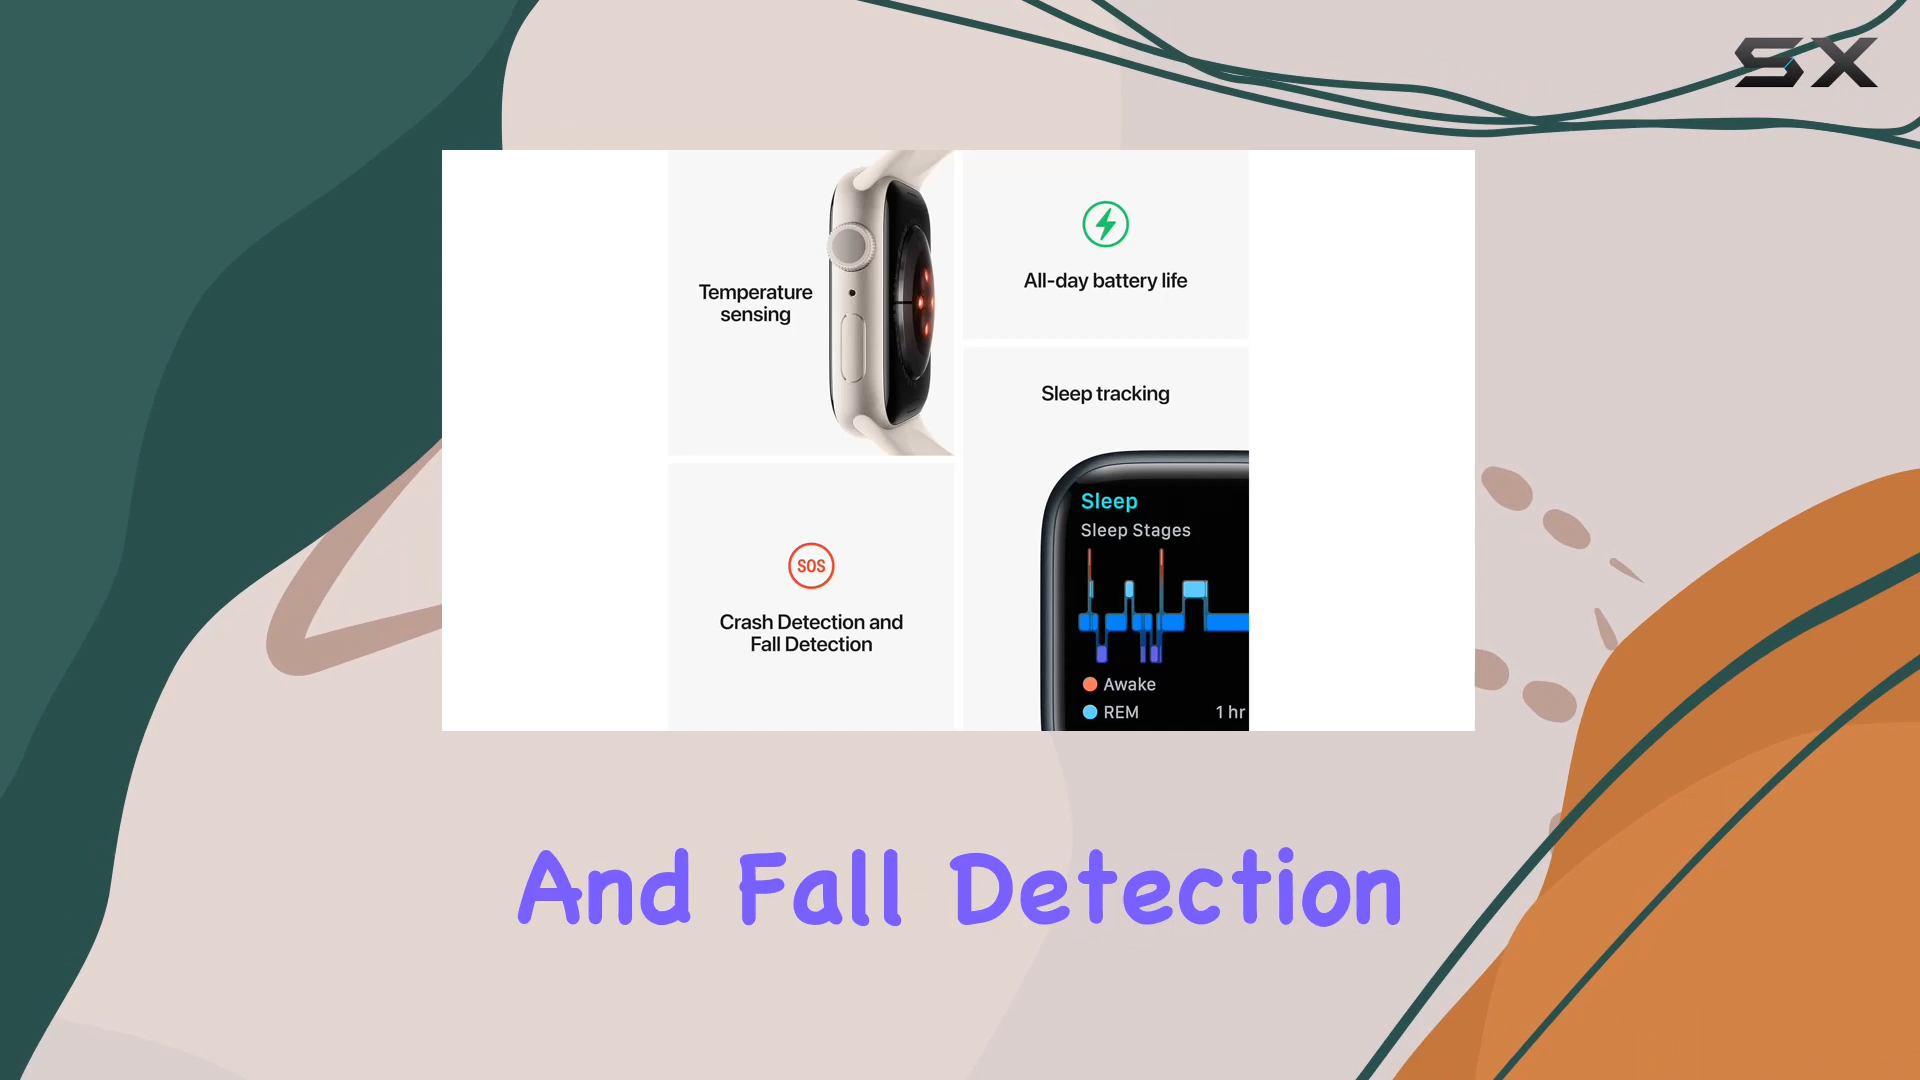 SX
Temperature
sensing
All-day battery life
Sleep tracking
SOS
Crash Detection and
Fall Detection
Sleep
Sleep Stages
Awake
REM 1 hr
And Fall Detection